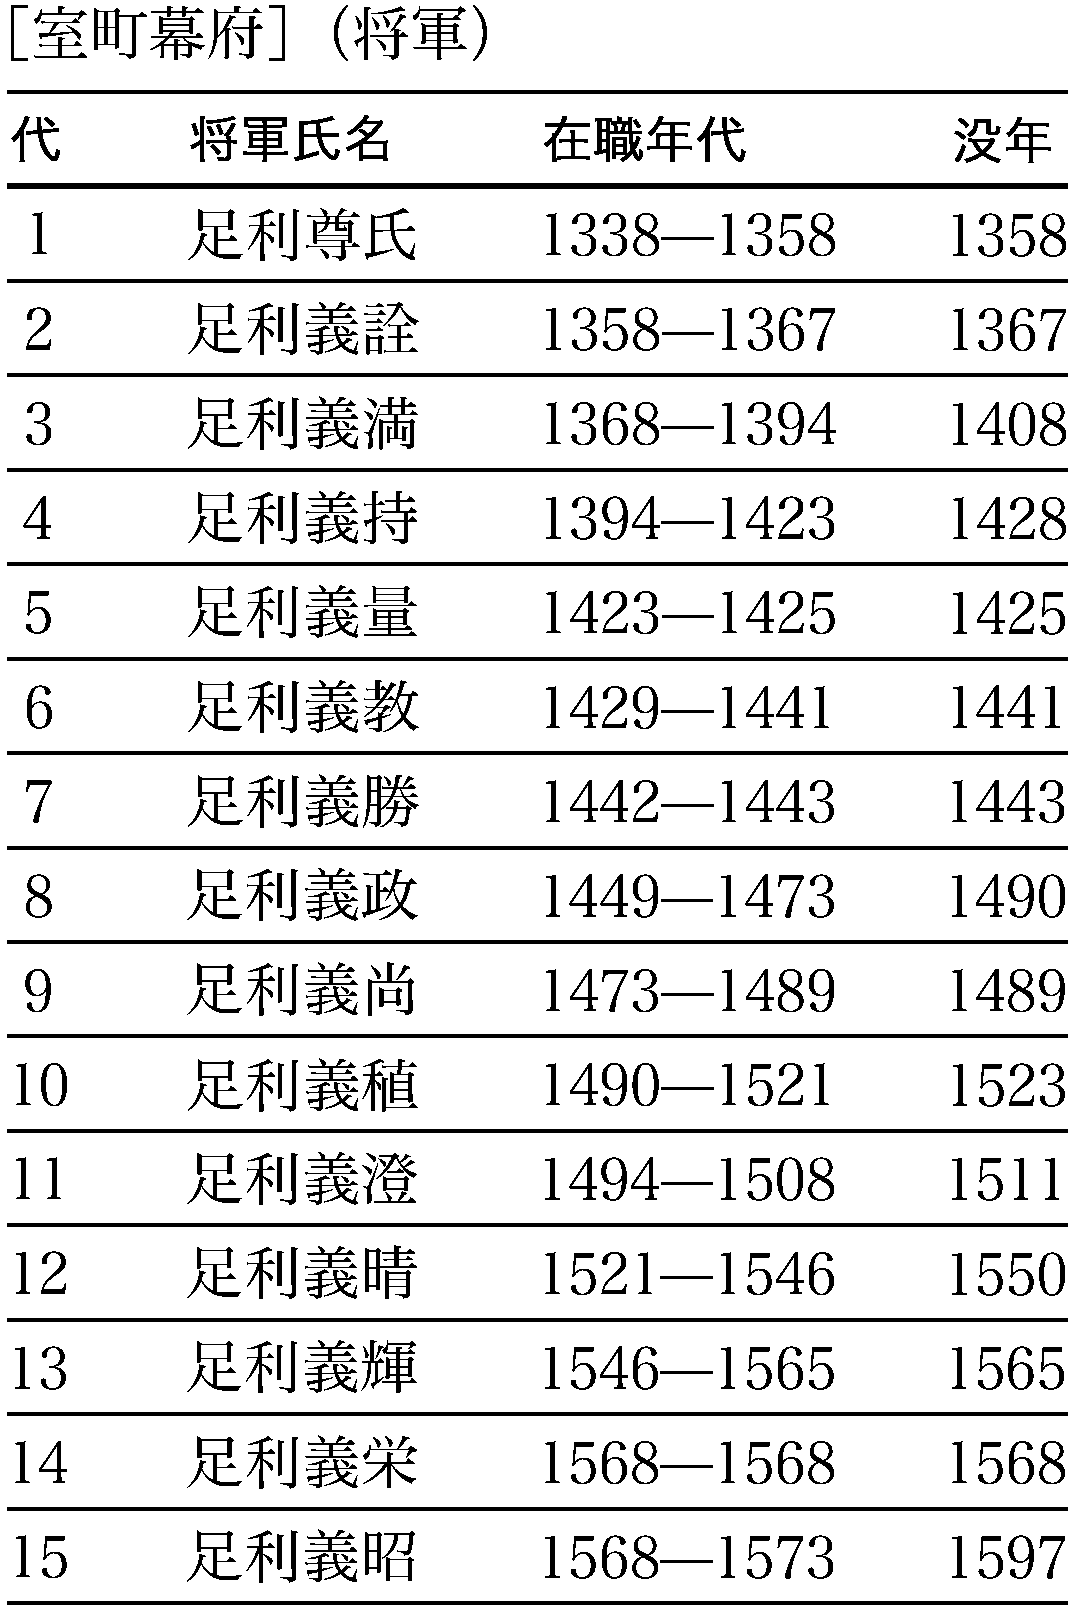 ［室町幕府］（将軍）
代 将軍氏名 在職年代 没年
1 足利尊氏 1338—1358 1358
2 足利義詮 1358—1367 1367
3 足利義満 1368—1394 1408
4 足利義持 1394—1423 1428
5 足利義量 1423—1425 1425
6 足利義教 1429—1441 1441
7 足利義勝 1442—1443 1443
8 足利義政 1449—1473 1490
9 足利義尚 1473—1489 1489
10 足利義稙 1490—1521 1523
11 足利義澄 1494—1508 1511
12 足利義晴 1521—1546 1550
13 足利義輝 1546—1565 1565
14 足利義栄 1568—1568 1568
15 足利義昭 1568—1573 1597